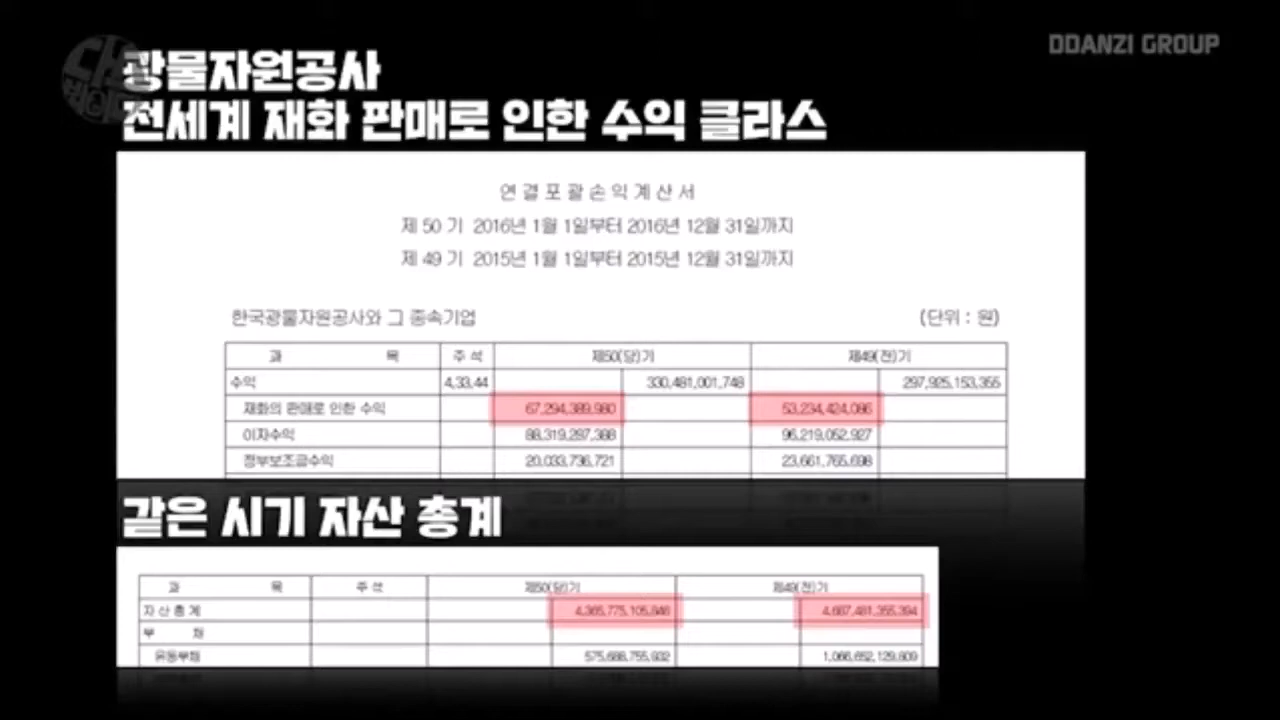 DDANZI GROUP
광물자원공사
전세계 재화 판매로 인한 수익 클라스
연결포괄손익계산서
제 50 기 2016년 1월 1일부터 2016년 12월 31일까지
제 49 기 2015년 1월 1일부터 2015년 12월 31일까지
한국광물자원공사와 그 종속기업 (단위 : 원)
과 목 주 석 제50(당)기 제49(전)기
수익 4,33,44 330,481,001,748 297,925,153,355
재화의 판매로 인한 수익 67,294,389,980 53,234,424,086
이자수익 88,319,297,388 96,219,052,927
정부보조금수익 20,033,736,721 23,661,765,698
같은 시기 자산 총계
과 목 주 석 제50(당)기 제49(전)기
자 산 총 계 4,365,775,105,846 4,687,481,355,394
부 채
유동부채 575,686,755,932 1,066,652,129,809